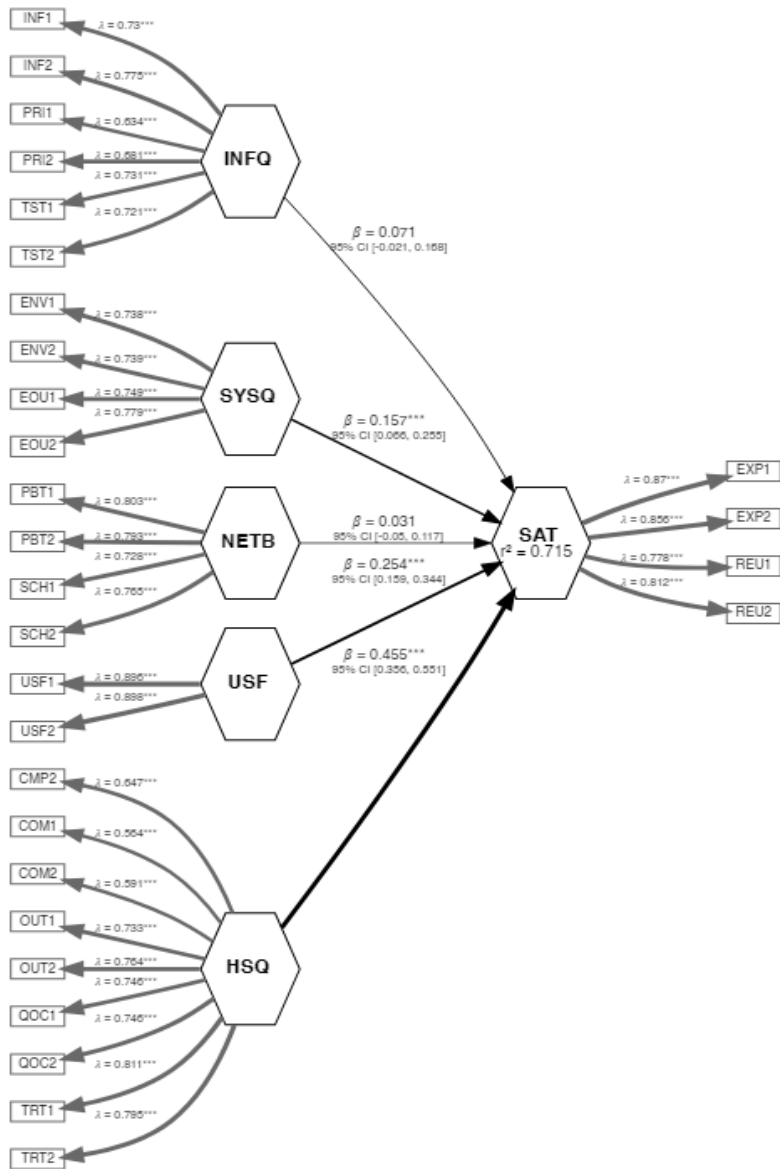 INF1
λ = 0.73***
INF2
λ = 0.775***
PRI1
λ = 0.634***
PRI2
λ = 0.681***
λ = 0.731***
TST1
λ = 0.721***
TST2
INFQ
β = 0.071
95% CI [-0.021, 0.168]
ENV1
λ = 0.738***
ENV2
λ = 0.739***
EOU1
λ = 0.749***
λ = 0.779***
EOU2
SYSQ
β = 0.157***
95% CI [0.066, 0.255]
PBT1
λ = 0.803***
PBT2
λ = 0.793***
λ = 0.728***
SCH1
λ = 0.765***
SCH2
NETB
β = 0.031
95% CI [-0.05, 0.117]
β = 0.254***
95% CI [0.159, 0.344]
SAT
r² = 0.715
λ = 0.87***
EXP1
λ = 0.856***
EXP2
λ = 0.778***
REU1
λ = 0.812***
REU2
USF1
λ = 0.896***
λ = 0.898***
USF2
USF
β = 0.455***
95% CI [0.356, 0.551]
CMP2
λ = 0.647***
COM1
λ = 0.564***
COM2
λ = 0.591***
OUT1
λ = 0.733***
OUT2
λ = 0.764***
λ = 0.746***
QOC1
λ = 0.746***
QOC2
λ = 0.811***
TRT1
λ = 0.795***
TRT2
HSQ